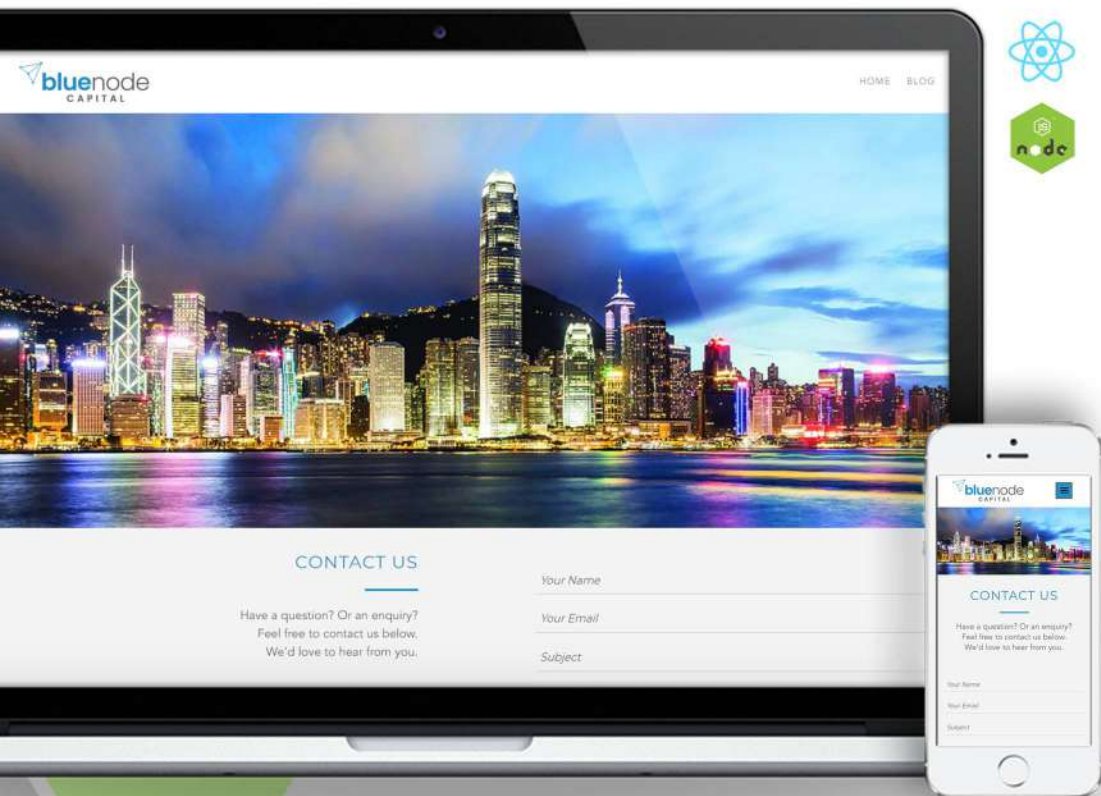 bluenode
CAPITAL
HOME BLOG
JS
node
CONTACT US
Have a question? Or an enquiry?
Feel free to contact us below.
We'd love to hear from you.
Your Name
Your Email
Subject
bluenode
CAPITAL
CONTACT US
Have a question? Or an enquiry?
Feel free to contact us below.
We'd love to hear from you.
Your Name
Your Email
Subject